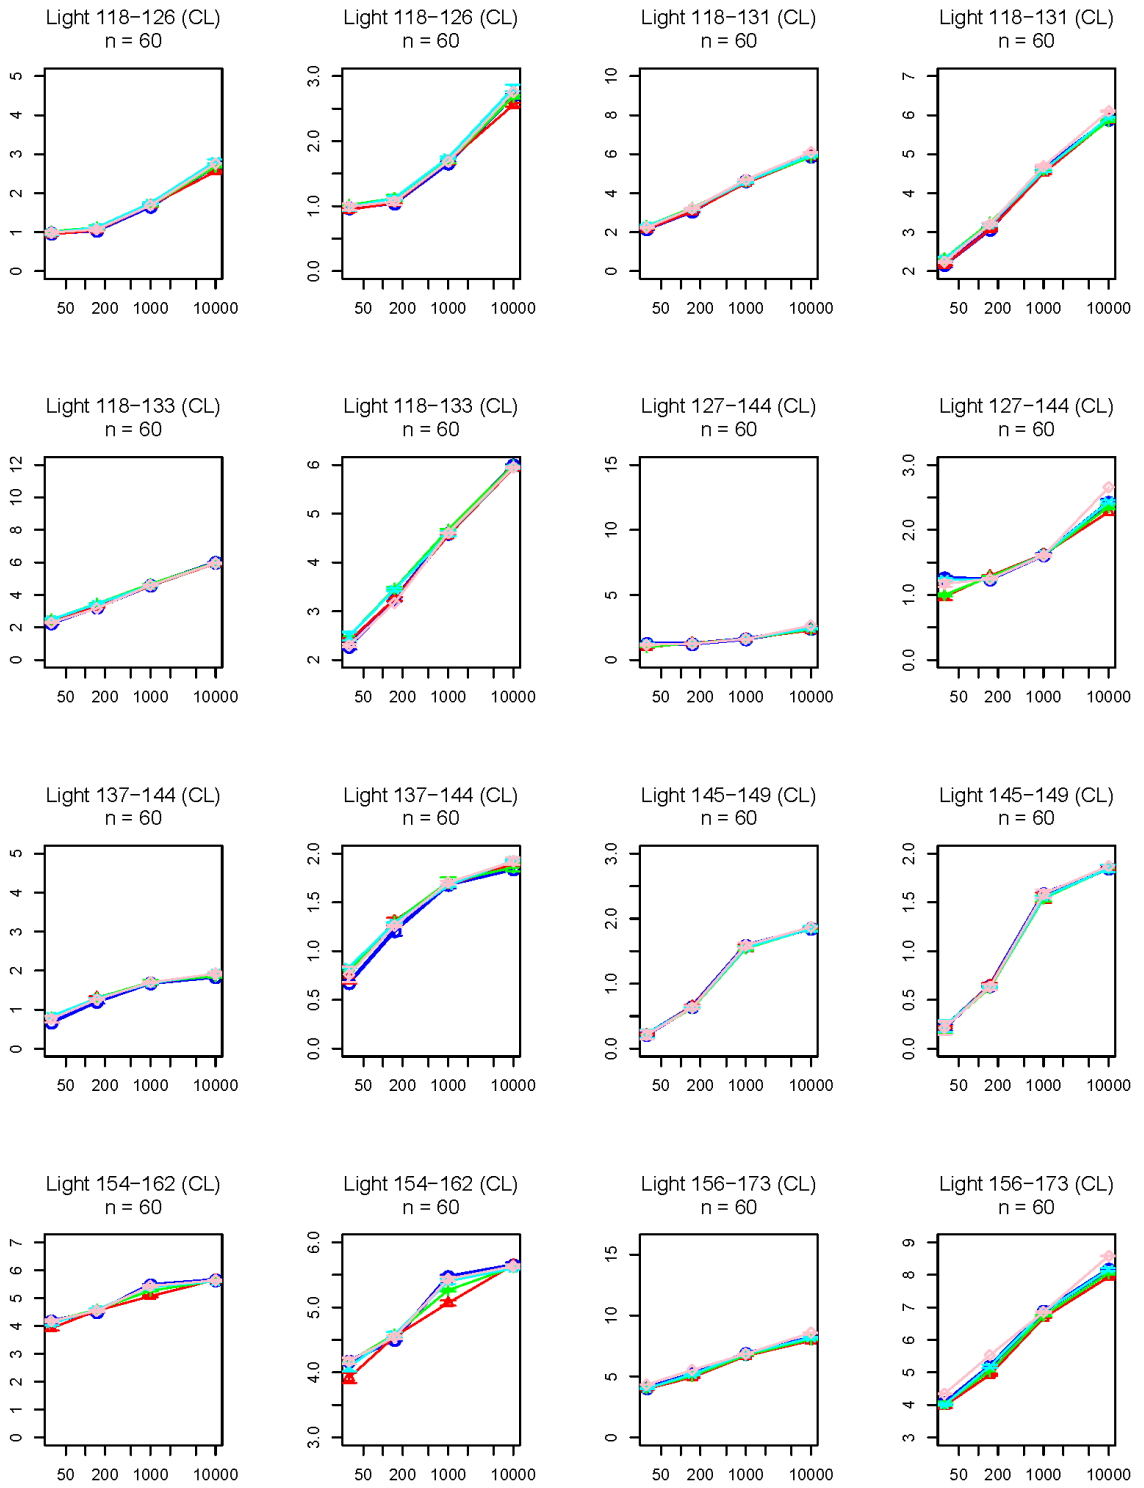 Light 118−126 (CL)
n = 60
5
4
3
2
1
0
50 200 1000 10000
Light 118−126 (CL)
n = 60
3.0
2.0
1.0
0.0
50 200 1000 10000
Light 118−131 (CL)
n = 60
10
8
6
4
2
0
50 200 1000 10000
Light 118−131 (CL)
n = 60
7
6
5
4
3
2
50 200 1000 10000
Light 118−133 (CL)
n = 60
12
10
8
6
4
2
0
50 200 1000 10000
Light 118−133 (CL)
n = 60
6
5
4
3
2
50 200 1000 10000
Light 127−144 (CL)
n = 60
15
10
5
0
50 200 1000 10000
Light 127−144 (CL)
n = 60
3.0
2.0
1.0
0.0
50 200 1000 10000
Light 137−144 (CL)
n = 60
5
4
3
2
1
0
50 200 1000 10000
Light 137−144 (CL)
n = 60
2.0
1.5
1.0
0.5
0.0
50 200 1000 10000
Light 145−149 (CL)
n = 60
3.0
2.0
1.0
0.0
50 200 1000 10000
Light 145−149 (CL)
n = 60
2.0
1.5
1.0
0.5
0.0
50 200 1000 10000
Light 154−162 (CL)
n = 60
7
6
5
4
3
2
1
0
50 200 1000 10000
Light 154−162 (CL)
n = 60
6.0
5.0
4.0
3.0
50 200 1000 10000
Light 156−173 (CL)
n = 60
15
10
5
0
50 200 1000 10000
Light 156−173 (CL)
n = 60
9
8
7
6
5
4
3
50 200 1000 10000